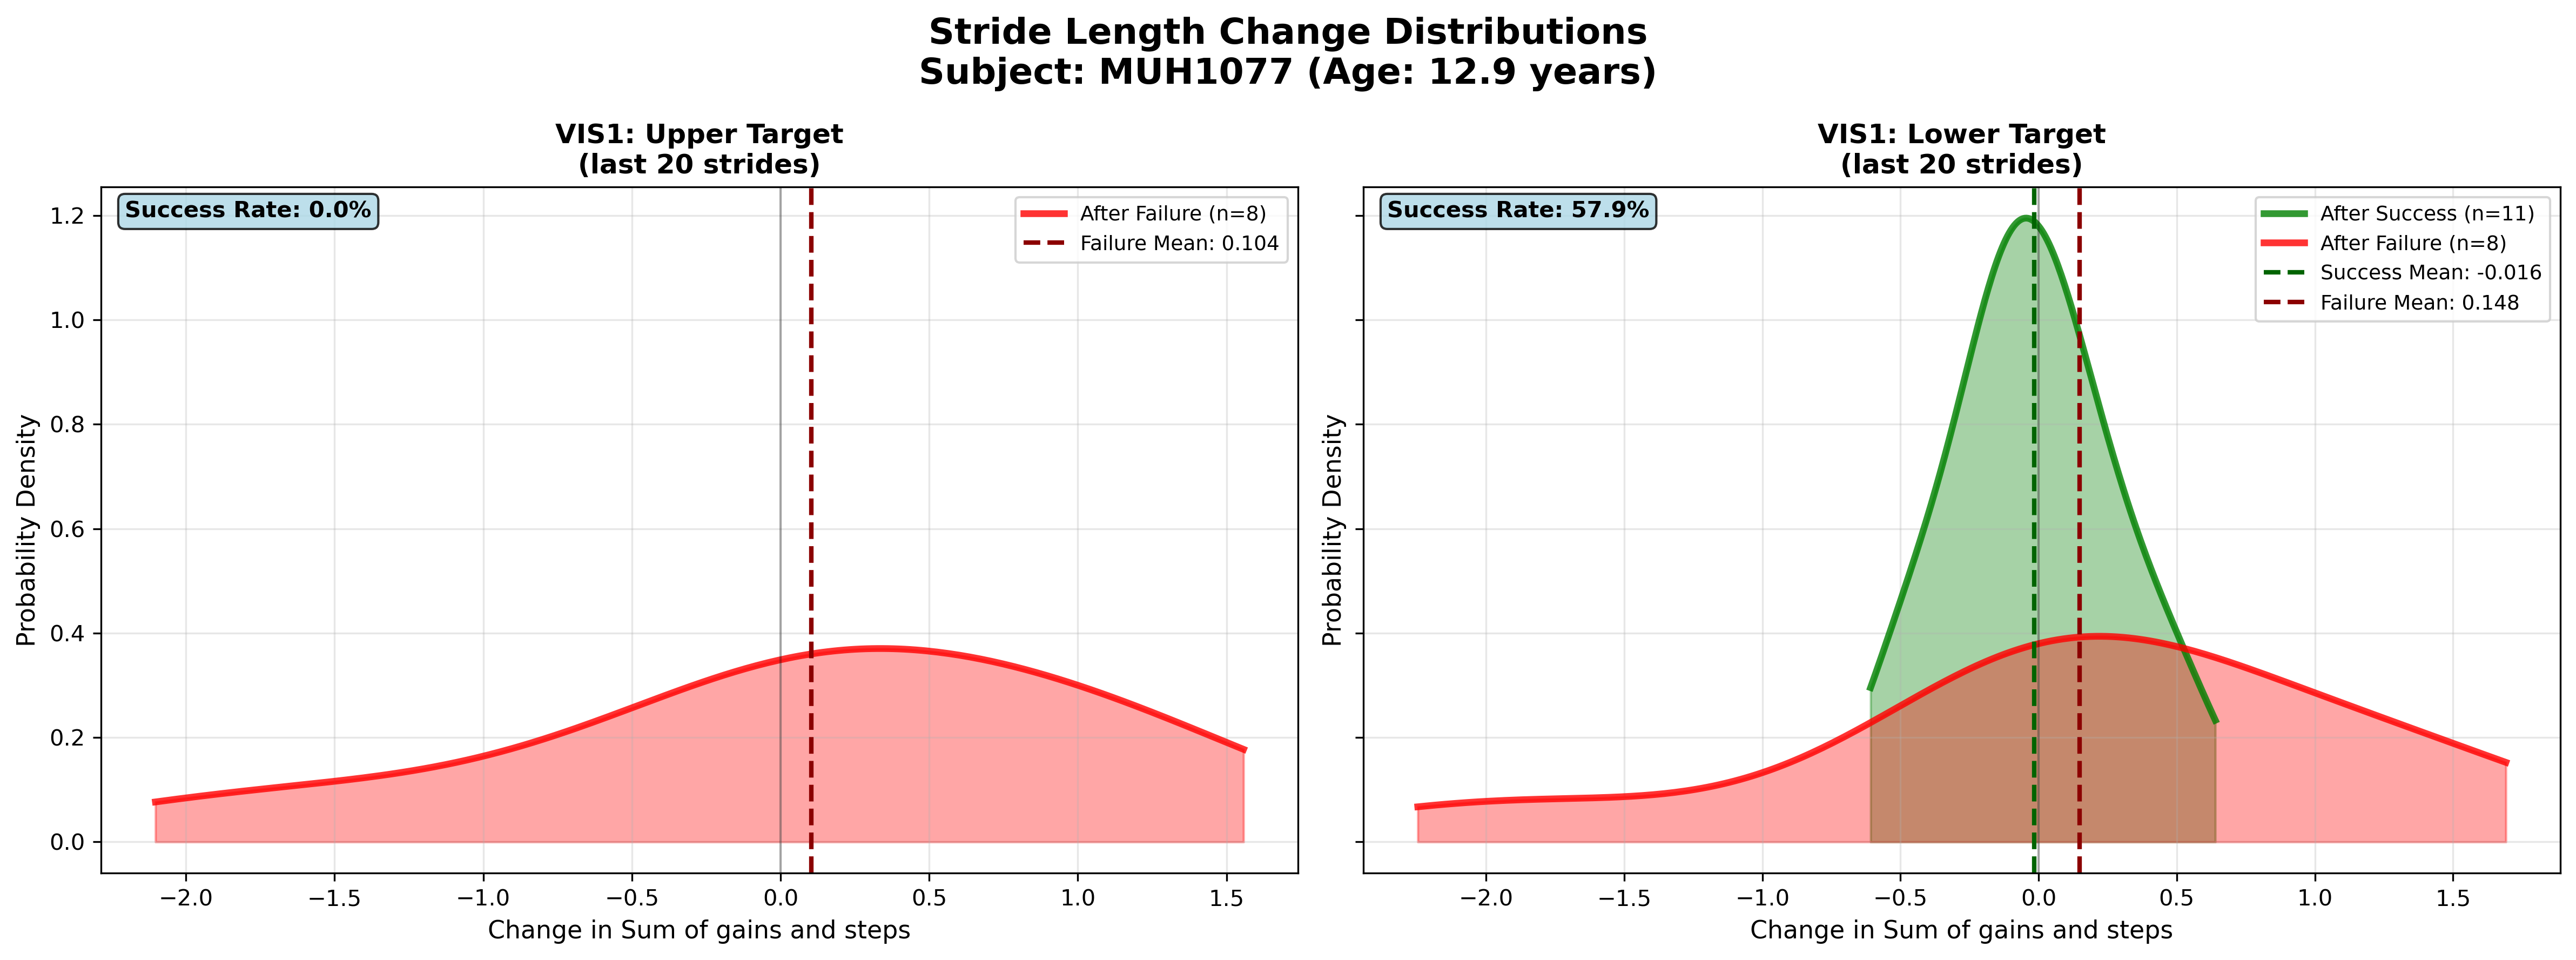 Stride Length Change Distributions
Subject: MUH1077 (Age: 12.9 years)
VIS1: Upper Target
(last 20 strides)
Success Rate: 0.0%
After Failure (n=8)
Failure Mean: 0.104
1.2
1.0
0.8
0.6
0.4
0.2
0.0
Probability Density
−2.0 −1.5 −1.0 −0.5 0.0 0.5 1.0 1.5
Change in Sum of gains and steps
VIS1: Lower Target
(last 20 strides)
Success Rate: 57.9%
After Success (n=11)
After Failure (n=8)
Success Mean: -0.016
Failure Mean: 0.148
Probability Density
−2.0 −1.5 −1.0 −0.5 0.0 0.5 1.0 1.5
Change in Sum of gains and steps